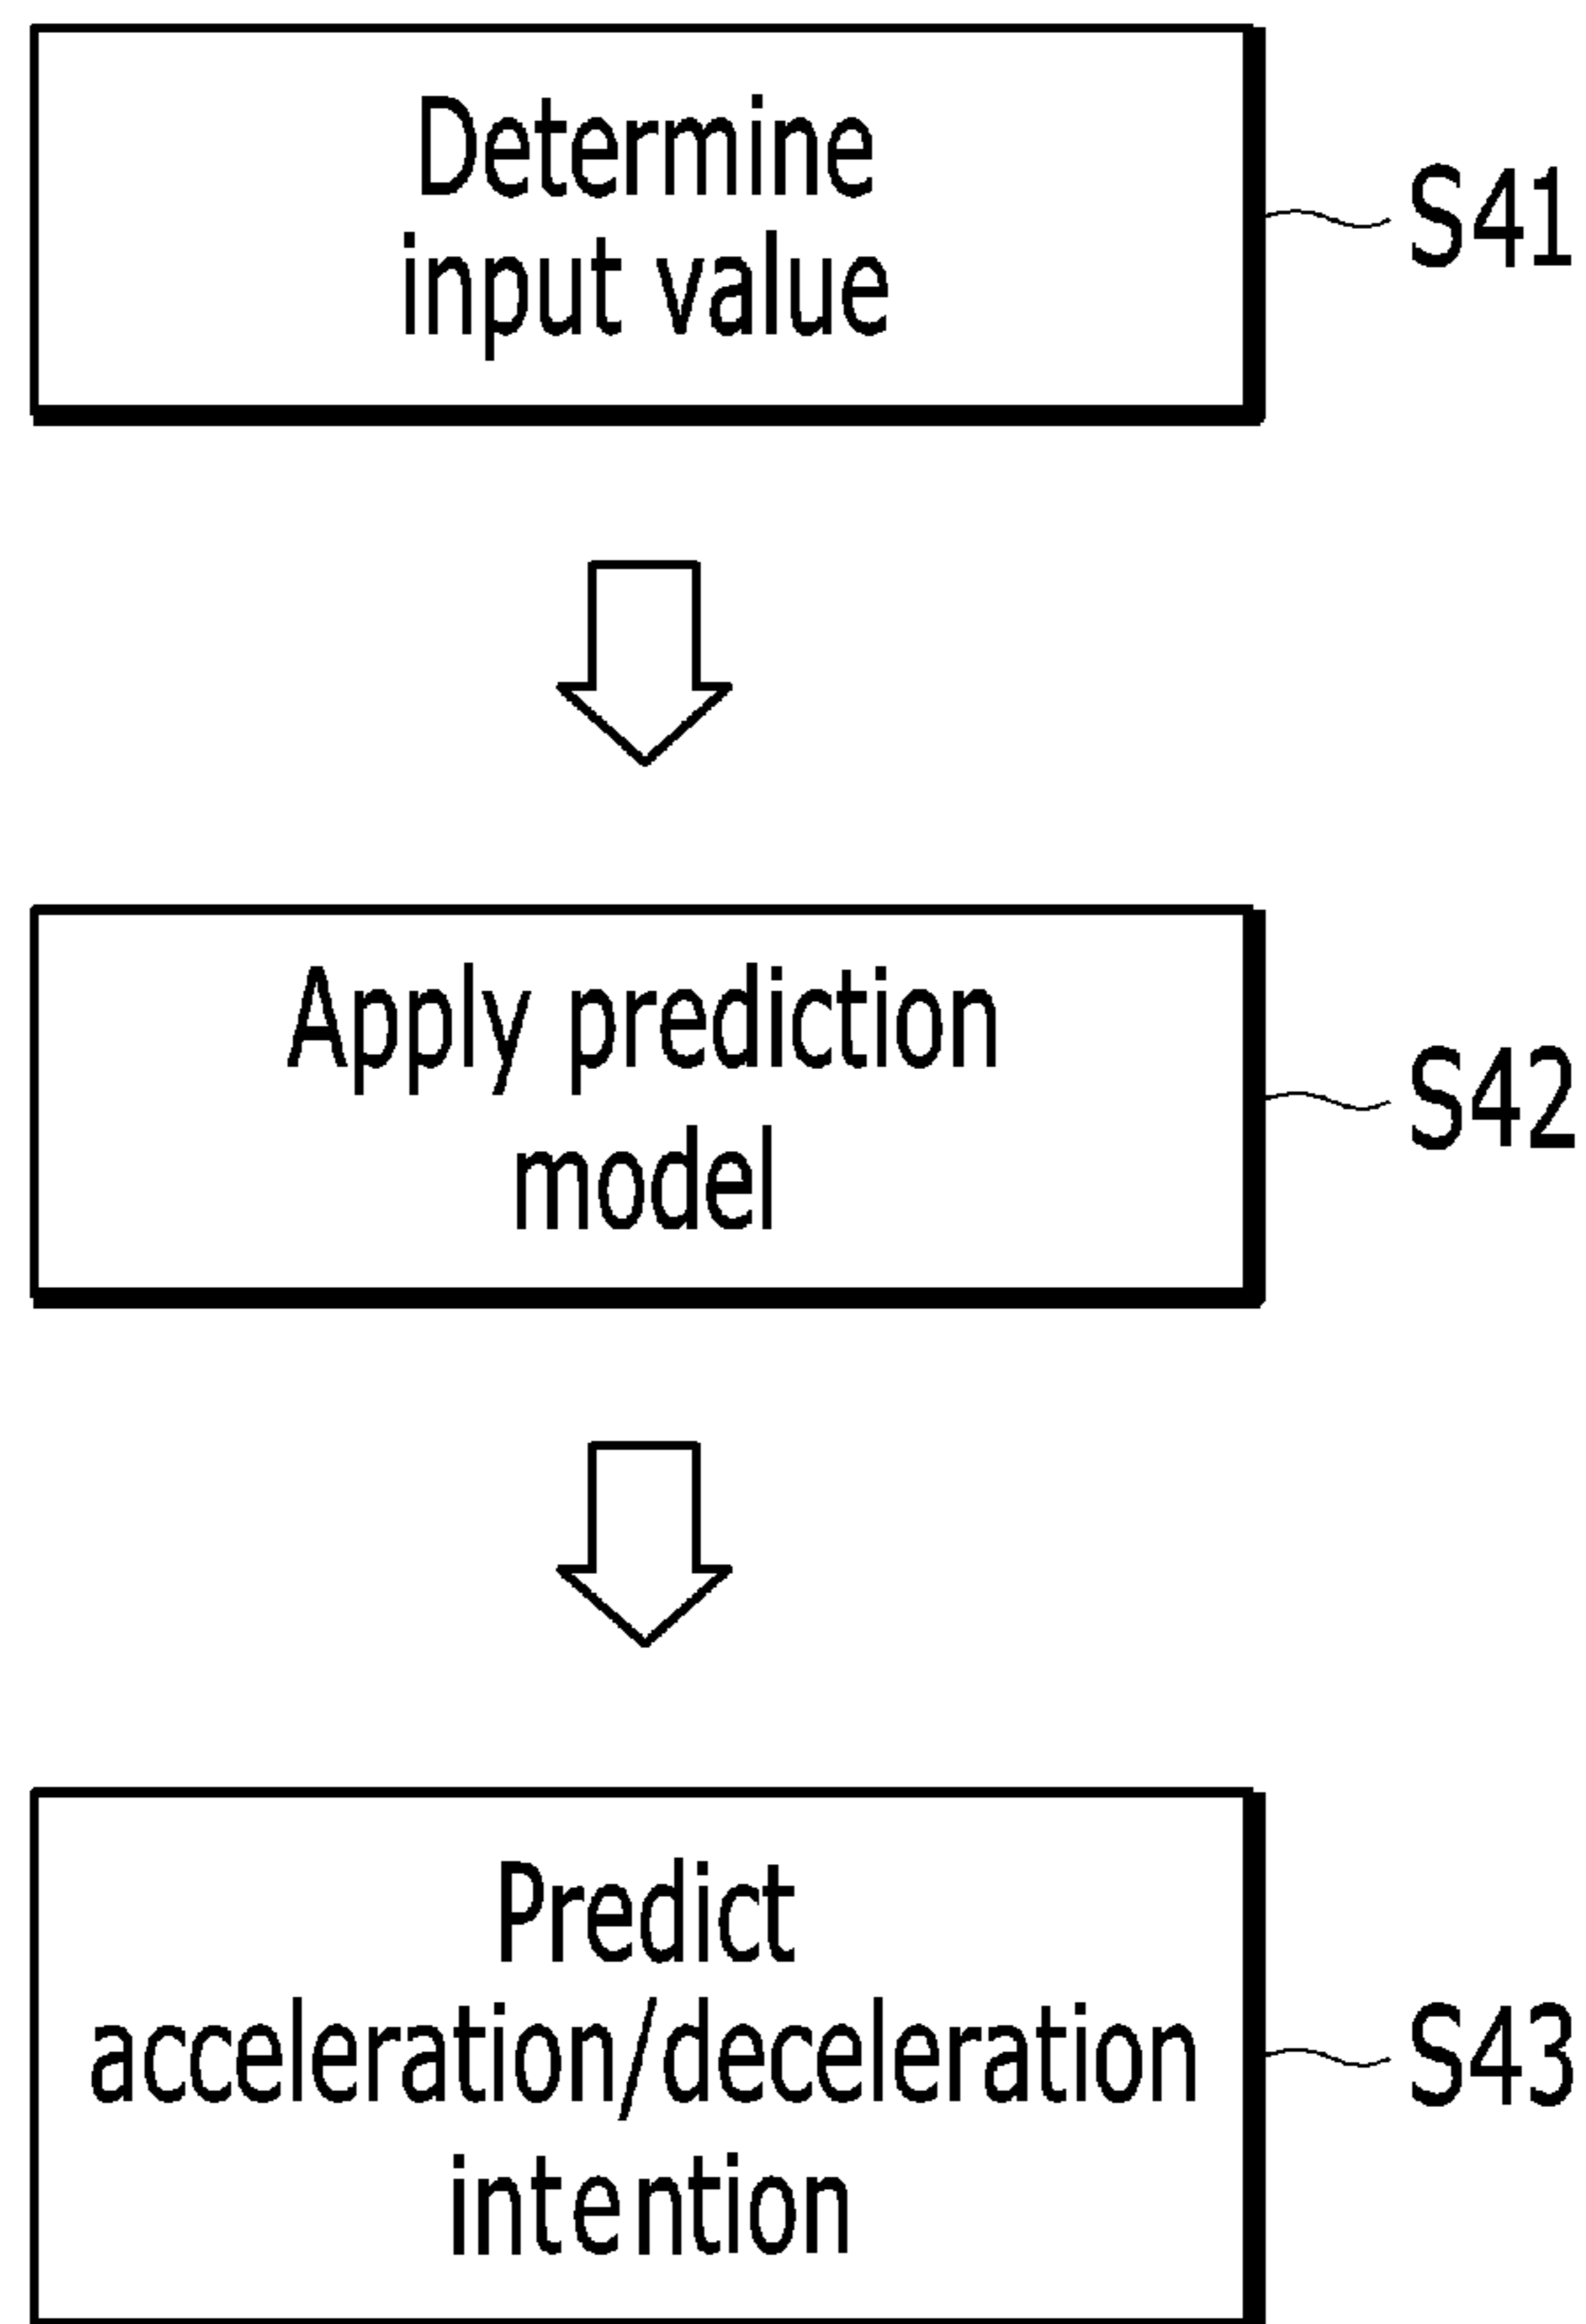 Determine
input value
S41
Apply prediction
model
S42
Predict
acceleration/deceleration
intention
S43